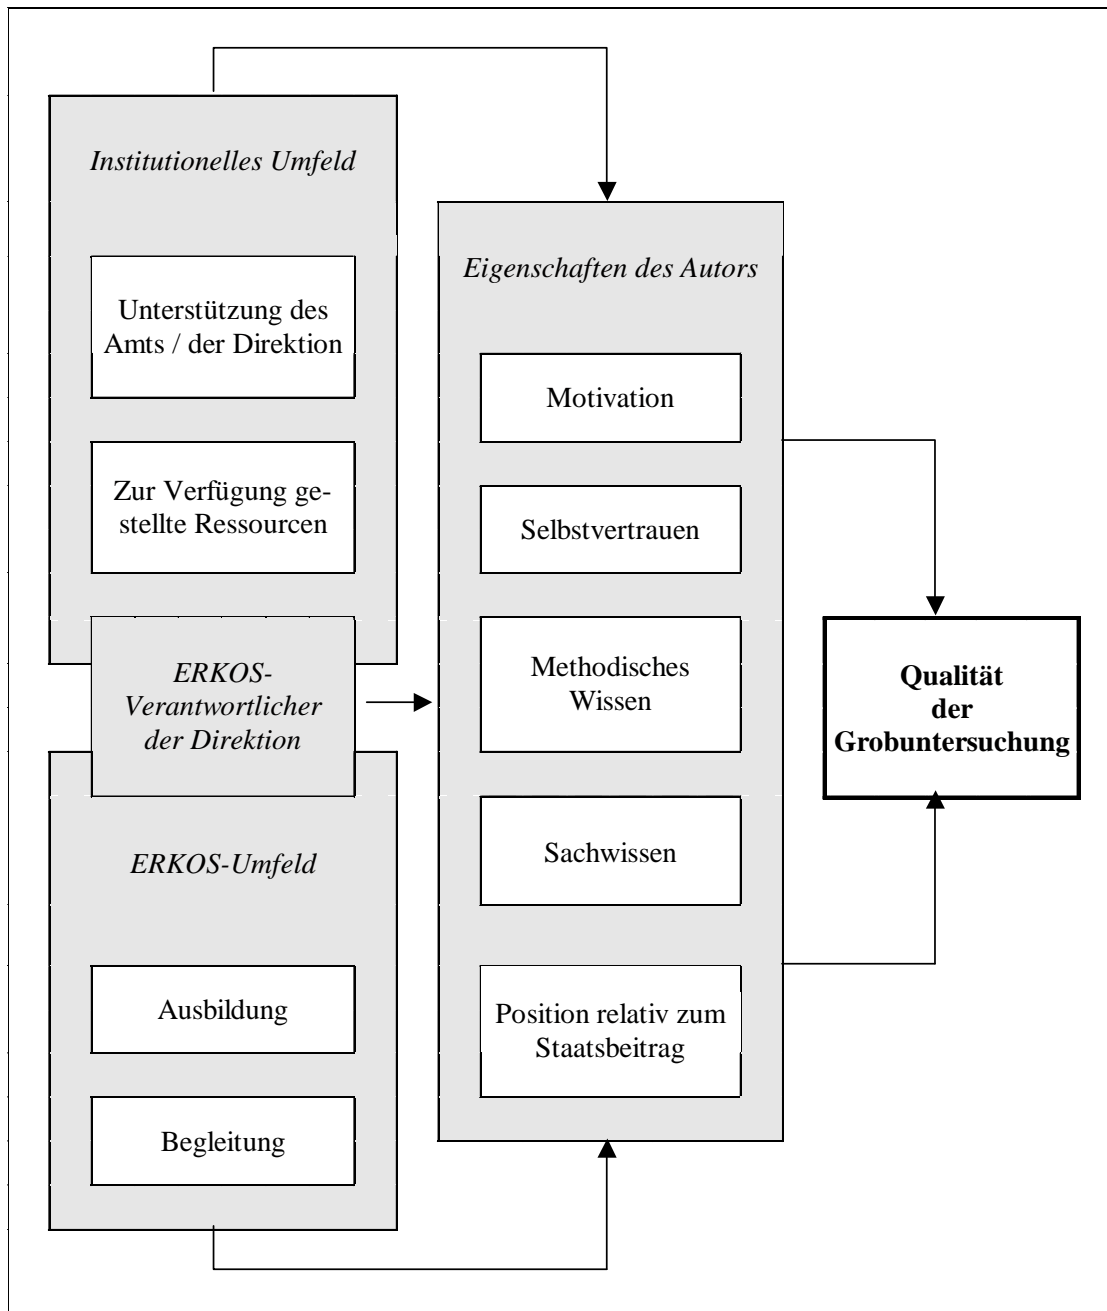 Institutionelles Umfeld
Unterstützung des
Amts / der Direktion
Zur Verfügung ge-
stellte Ressourcen
ERKOS-
Verantwortlicher
der Direktion
ERKOS-Umfeld
Ausbildung
Begleitung
Eigenschaften des Autors
Motivation
Selbstvertrauen
Methodisches
Wissen
Sachwissen
Position relativ zum
Staatsbeitrag
Qualität
der
Grobuntersuchung